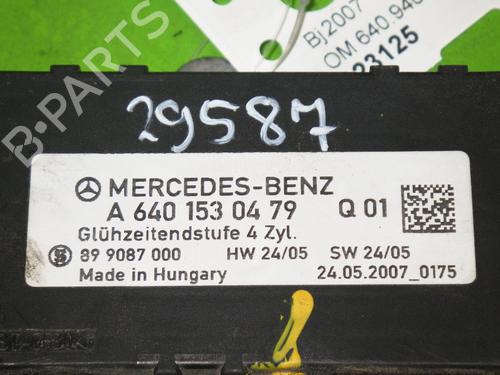 Bj2007
OM 640.940
23125
29587
B-PARTS
MERCEDES-BENZ
A 640 153 04 79 Q 01
Glühzeitendstufe 4 Zyl.
89 9087 000 HW 24/05 SW 24/05
Made in Hungary 24.05.2007_0175